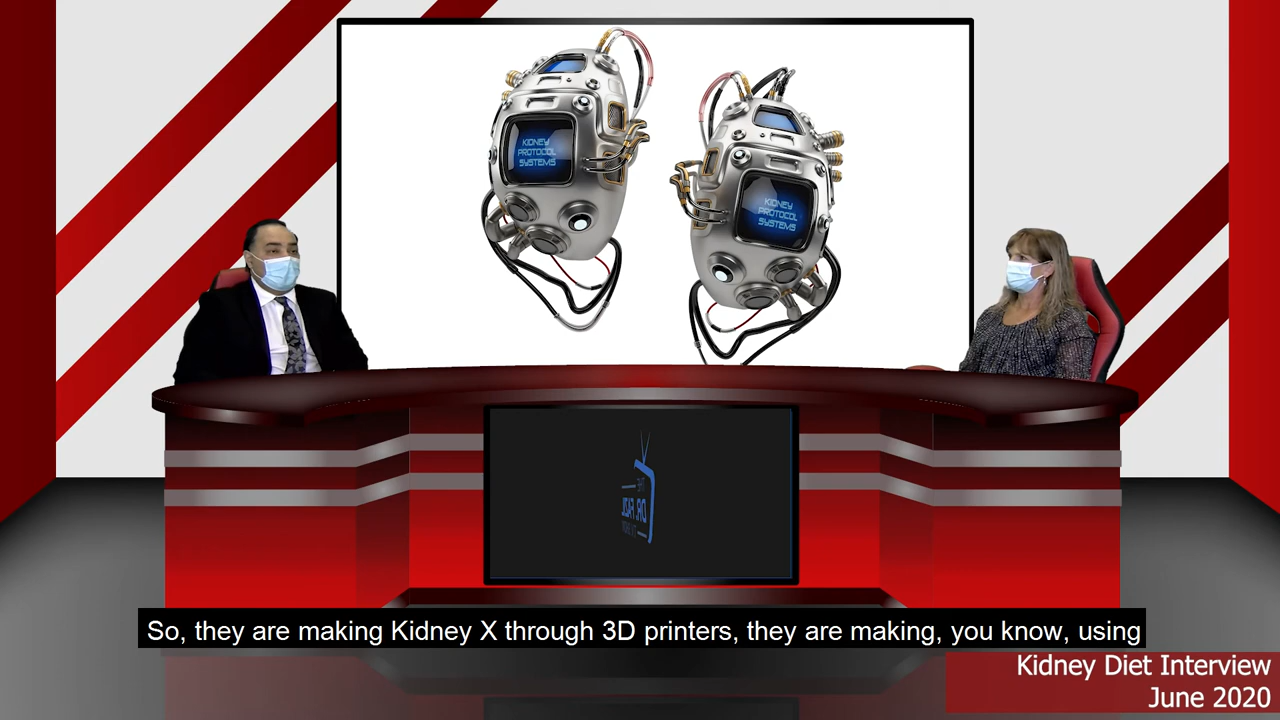 KIDNEY
PROTOCOL
SYSTEMS
KIDNEY
PROTOCOL
SYSTEMS
So, they are making Kidney X through 3D printers, they are making, you know, using
Kidney Diet Interview
June 2020